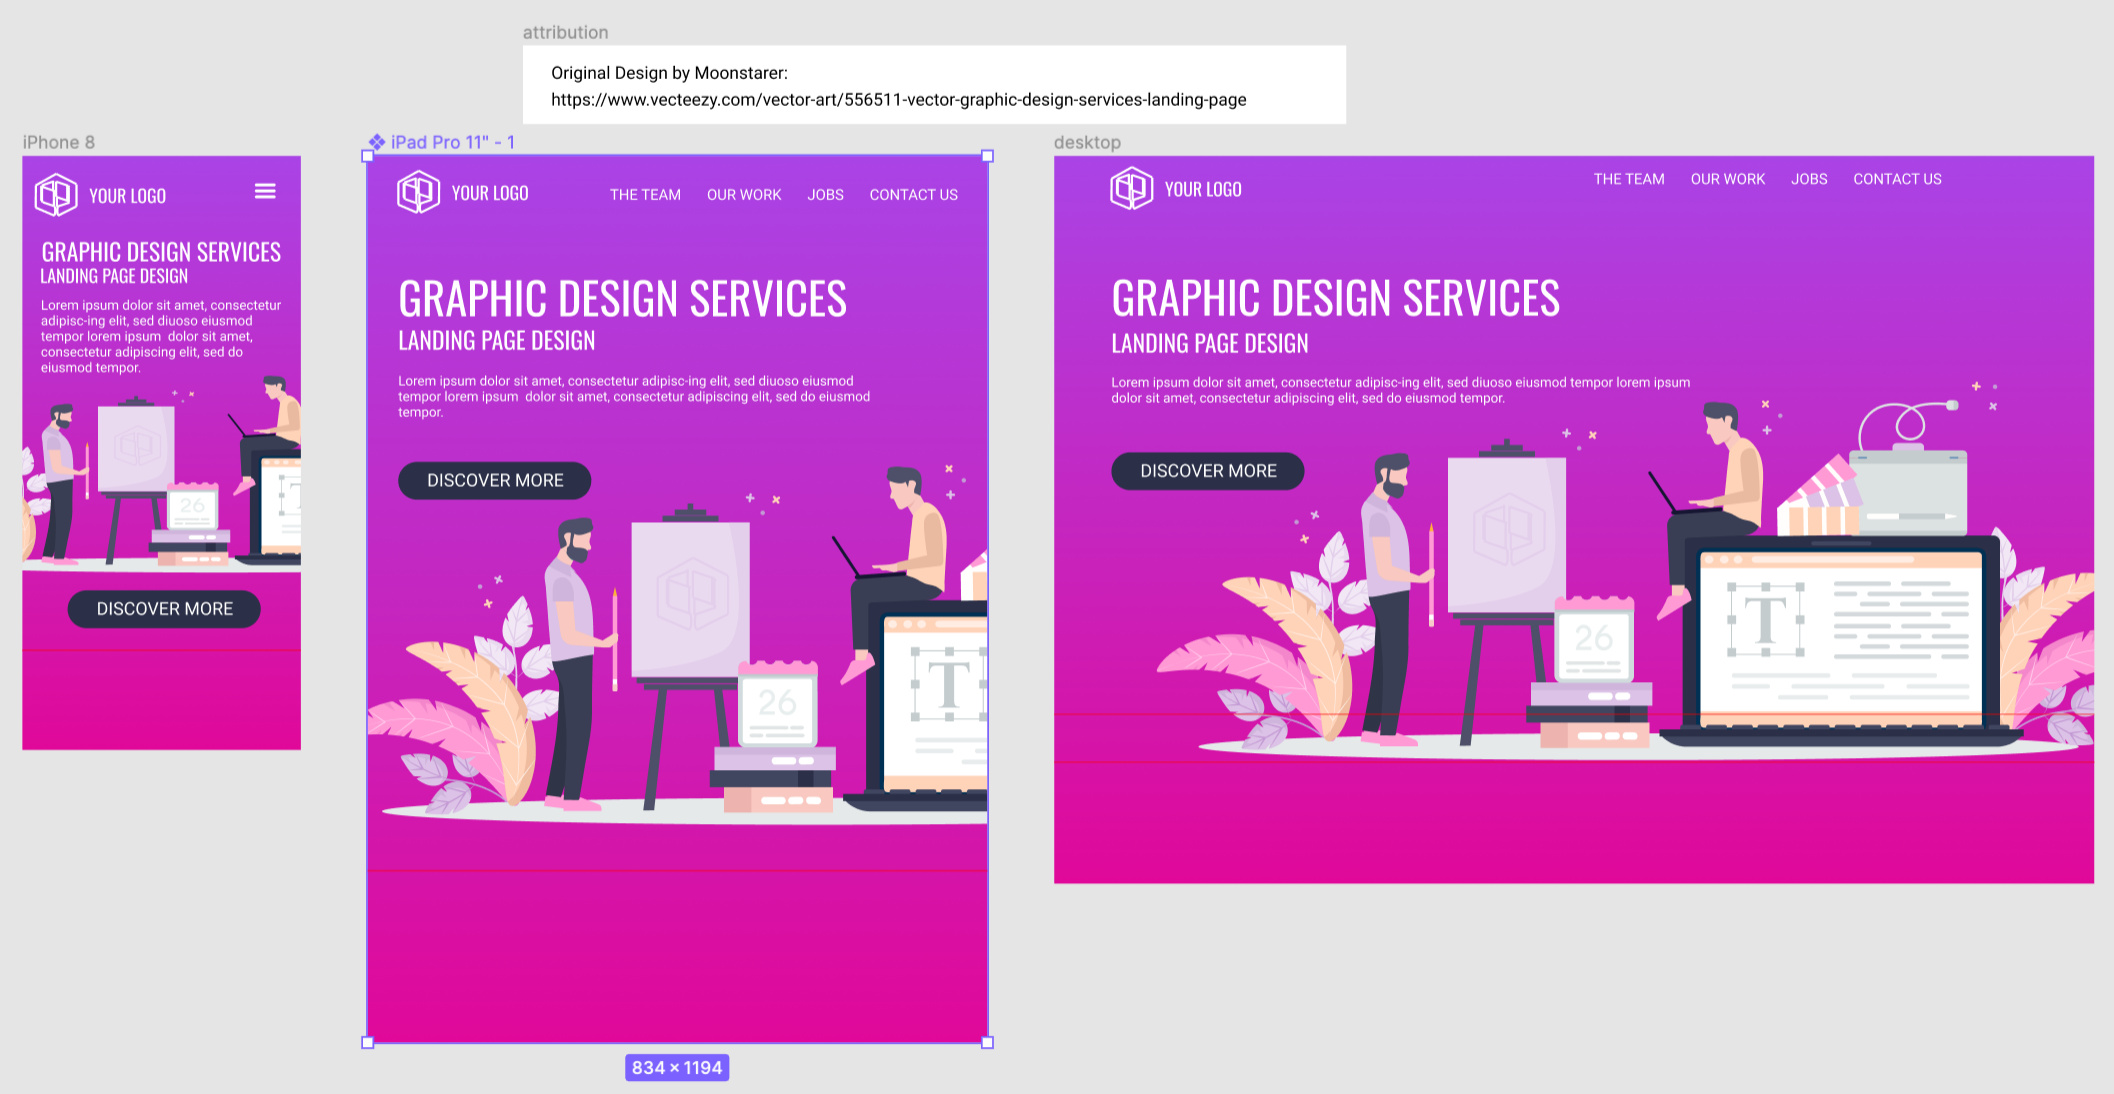 attribution
Original Design by Moonstarer:
https://www.vecteezy.com/vector-art/556511-vector-graphic-design-services-landing-page
iPhone 8
YOUR LOGO
GRAPHIC DESIGN SERVICES
LANDING PAGE DESIGN
Lorem ipsum dolor sit amet, consectetur
adipisc-ing elit, sed diuoso eiusmod
tempor lorem ipsum  dolor sit amet,
consectetur adipiscing elit, sed do
eiusmod tempor.
26
T
DISCOVER MORE
iPad Pro 11" - 1
YOUR LOGO
THE TEAM OUR WORK JOBS CONTACT US
GRAPHIC DESIGN SERVICES
LANDING PAGE DESIGN
Lorem ipsum dolor sit amet, consectetur adipisc-ing elit, sed diuoso eiusmod
tempor lorem ipsum  dolor sit amet, consectetur adipiscing elit, sed do eiusmod
tempor.
DISCOVER MORE
T
26
834 × 1194
desktop
YOUR LOGO
THE TEAM OUR WORK JOBS CONTACT US
GRAPHIC DESIGN SERVICES
LANDING PAGE DESIGN
Lorem ipsum dolor sit amet, consectetur adipisc-ing elit, sed diuoso eiusmod tempor lorem ipsum
dolor sit amet, consectetur adipiscing elit, sed do eiusmod tempor.
DISCOVER MORE
T
26